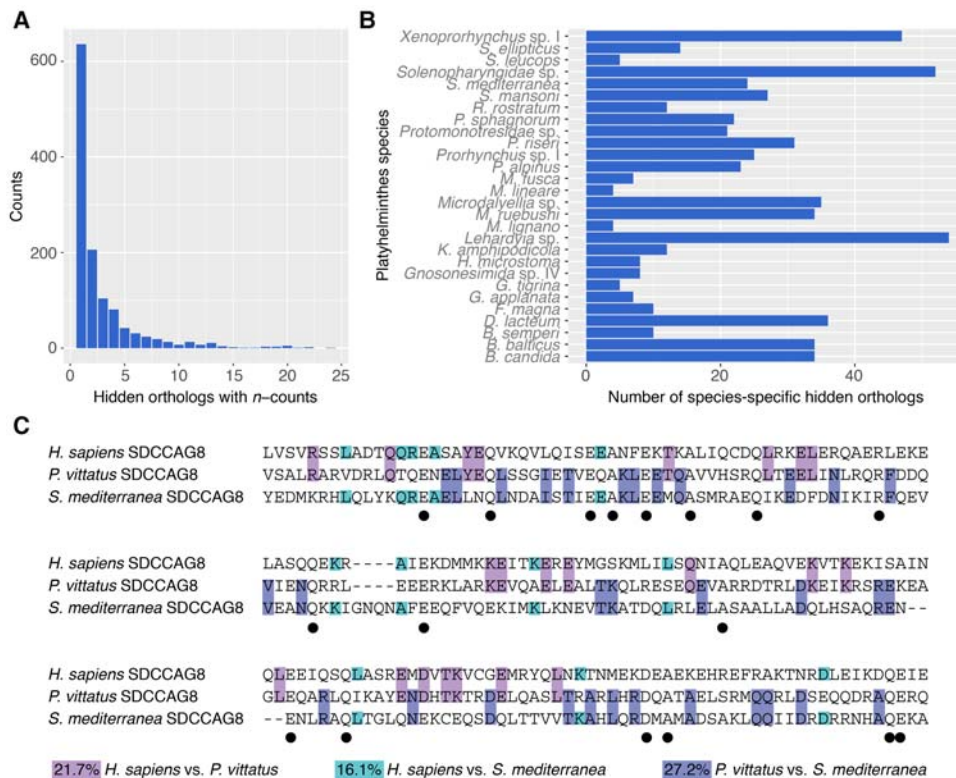 A
B
Counts
600
400
200
0
0
5
10
15
20
25
Hidden orthologs with n–counts
Platyhelminthes species
Xenoprorhynchus sp. I
S. ellipticus
S. leucops
Solenopharyngidae sp.
S. mediterranea
S. mansoni
R. rostratum
P. sphagnorum
Protomonotresidae sp.
P. riseri
Prorhynchus sp. I
P. alpinus
M. fusca
M. lineare
Microdalyellia sp.
M. ruebushi
M. lignano
Lehardyia sp.
K. amphipodicola
H. microstoma
Gnosonesimida sp. IV
G. tigrina
G. applanata
F. magna
D. lacteum
B. semperi
B. balticus
B. candida
0
20
40
Number of species-specific hidden orthologs
C
H. sapiens SDCCAG8 LVSVRSSLADTQQREASAYEQVKQVLQISEEANFEKTKALIQCDQLRKELERQAERLEKE
P. vittatus SDCCAG8 VSALRARVDRLQTQENELYEQLSSGIETVEQAKLEETQAVVHSRQLTEELINLRQRFDDQ
S. mediterranea SDCCAG8 YEDMKRHLQLYKQREAELLNQLNDAISTIEEAKLEEMQASMRAEQIKEDFDNIKIRFQEV
H. sapiens SDCCAG8 LASQQEKR----AIEKDMMKKEITKEREYMGSKMLILSQNIAQLEAQVEKVTKEKISAIN
P. vittatus SDCCAG8 VIENQRRL----EEERKLARKEVQAELEALTKQLRESEQEVARRDTRLDKEIKRSREKEA
S. mediterranea SDCCAG8 VEANQKKIGNQNAFEEQFVQEKIMKLKNEVTKATDQLRLELASAALLADQLHSAQREN--
H. sapiens SDCCAG8 QLEEIQSQLASREMDVTKVCGEMRYQLNKTNMEKDEAEKEHREFRAKTNRDLEIKDQEIE
P. vittatus SDCCAG8 GLEQARLQIKAYENDHTKTRDELQASLTRARLHRDQATAELSRMQQRLDSEQQDRAERQ
S. mediterranea SDCCAG8 --ENLRAQLTGLQNEKCEQSDQLTTVVTKAHLQRDMAMADSAKLQQIIDRDRRNHAQEKA
21.7% H. sapiens vs. P. vittatus
16.1% H. sapiens vs. S. mediterranea
27.2% P. vittatus vs. S. mediterranea